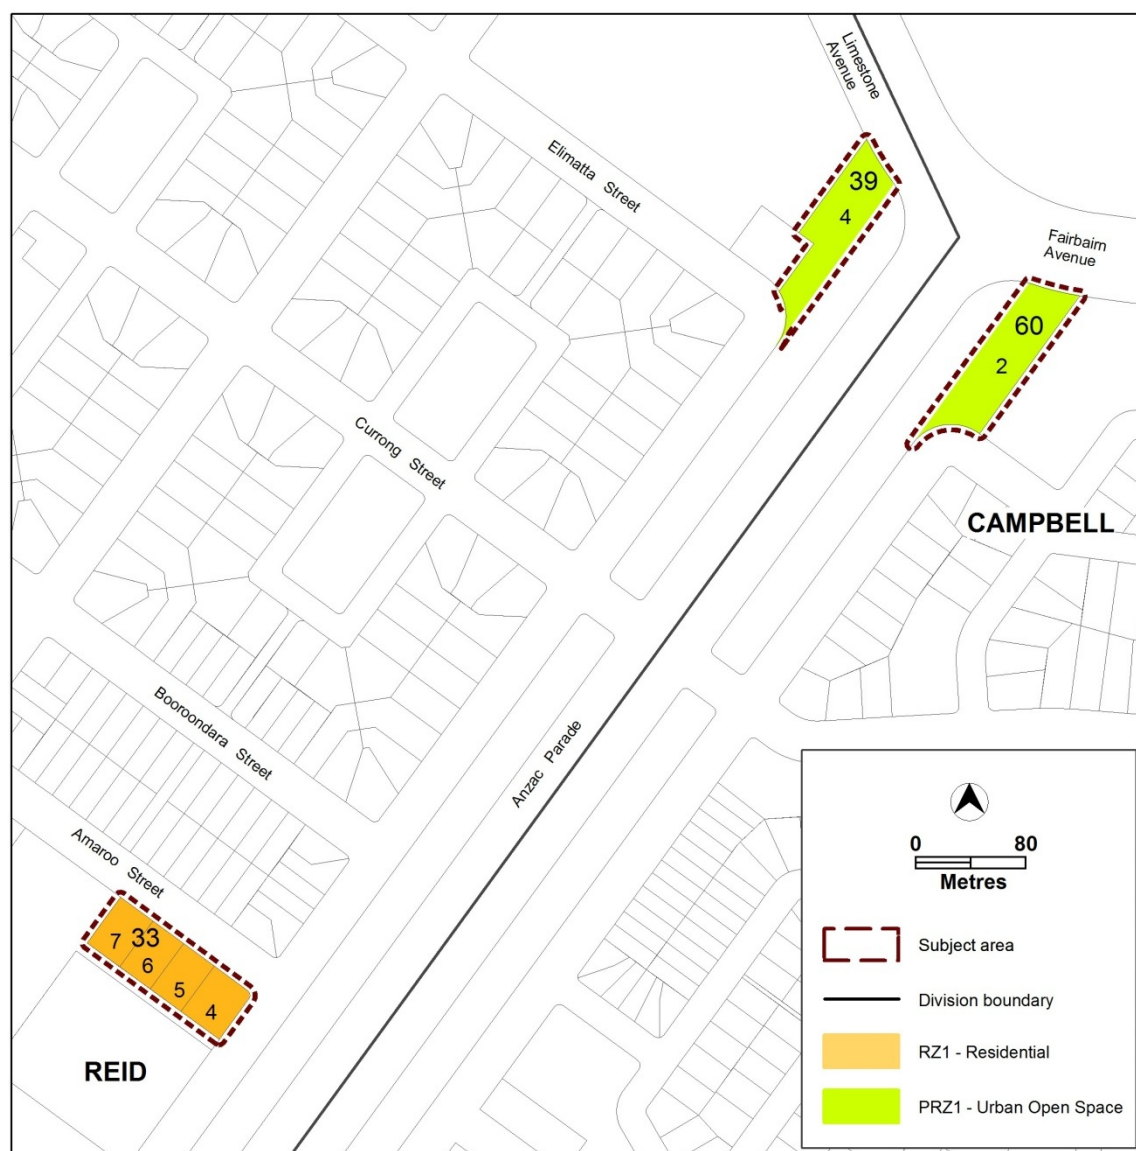 Limestone
Avenue
Elimatta Street
39
4
Fairbairn
Avenue
60
2
Currong Street
CAMPBELL
Booroondara Street
Anzac Parade
Amaroo Street
7
33
6
5
4
REID
0 80
Metres
Subject area
Division boundary
RZ1 - Residential
PRZ1 - Urban Open Space